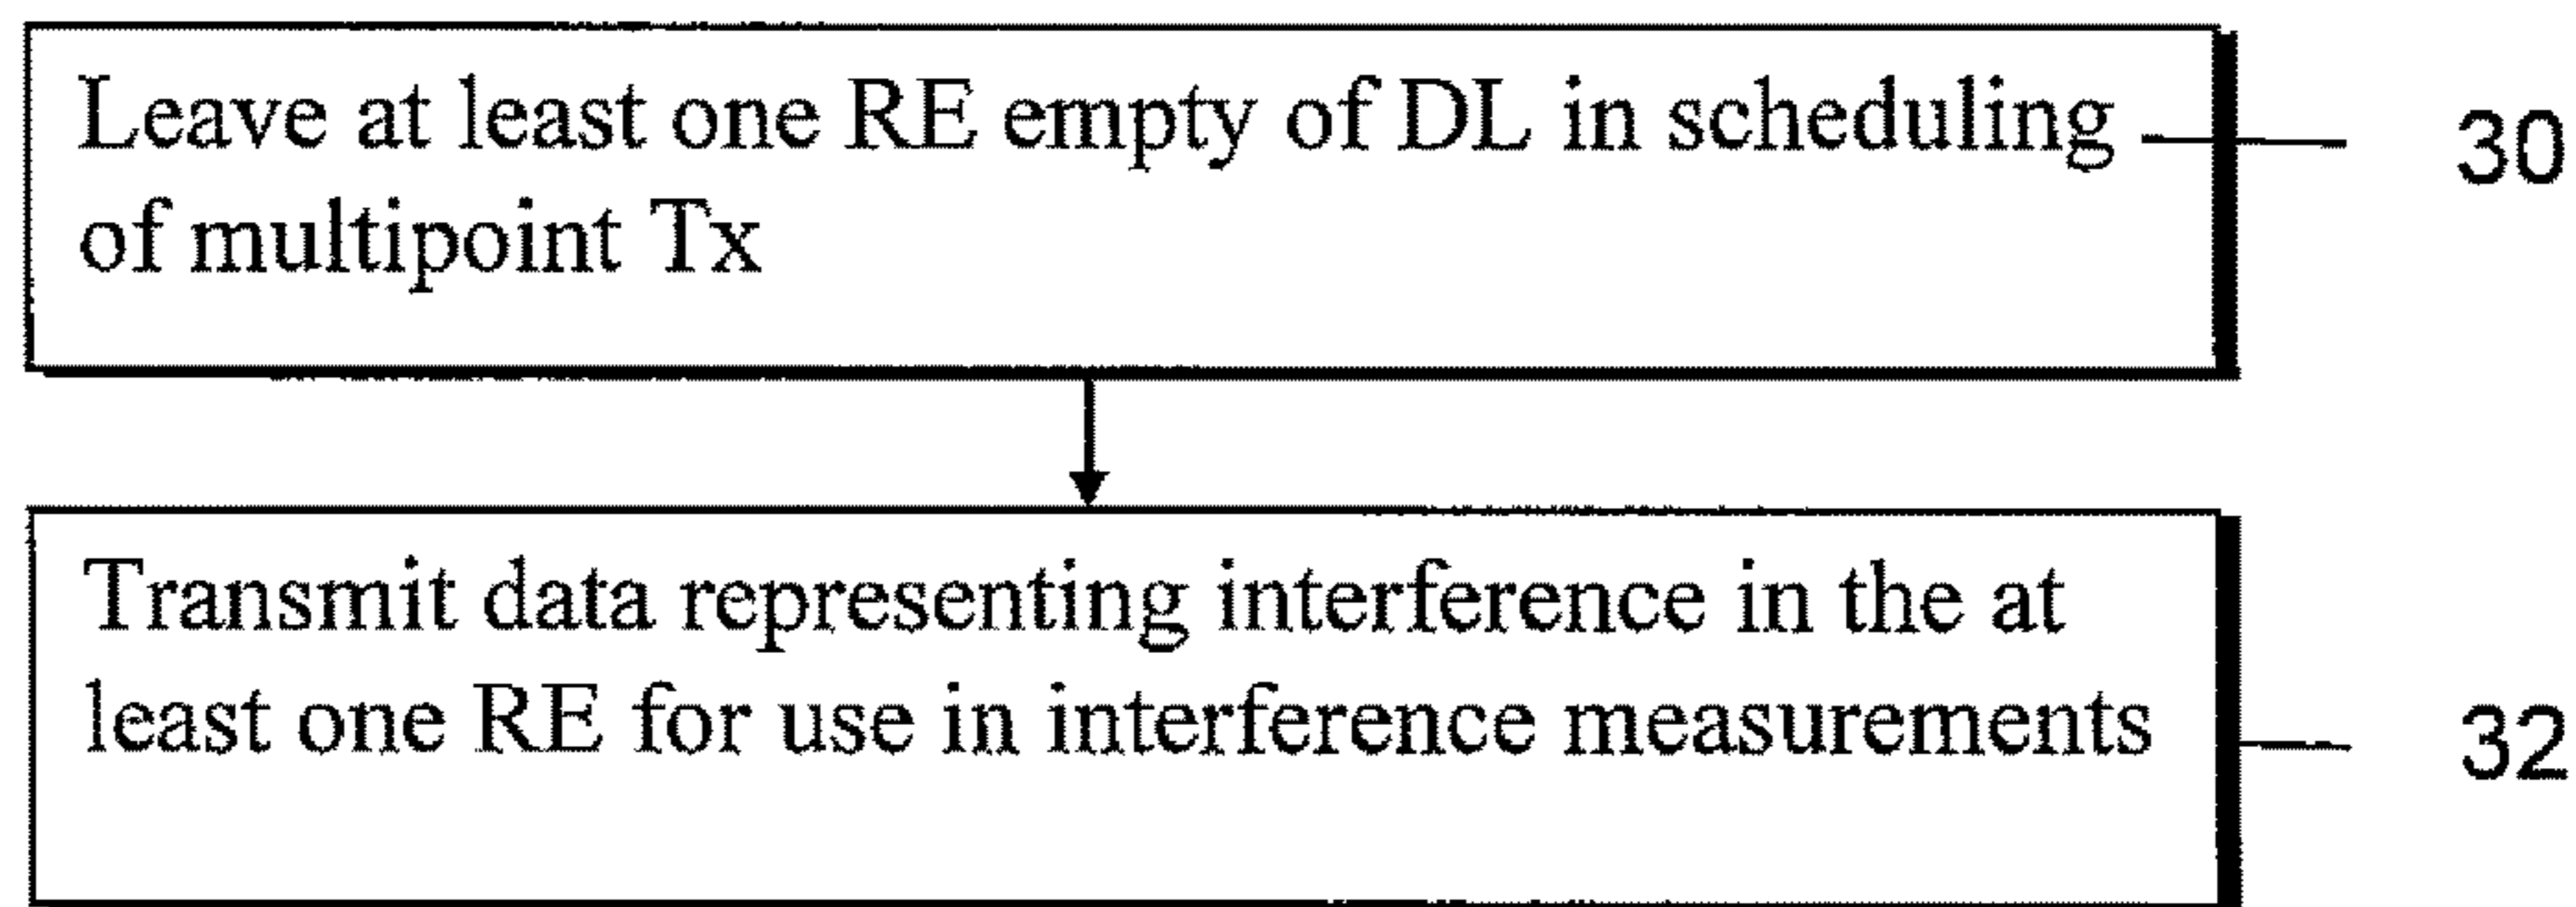 Leave at least one RE empty of DL in scheduling
of multipoint Tx
30
Transmit data representing interference in the at
least one RE for use in interference measurements
32